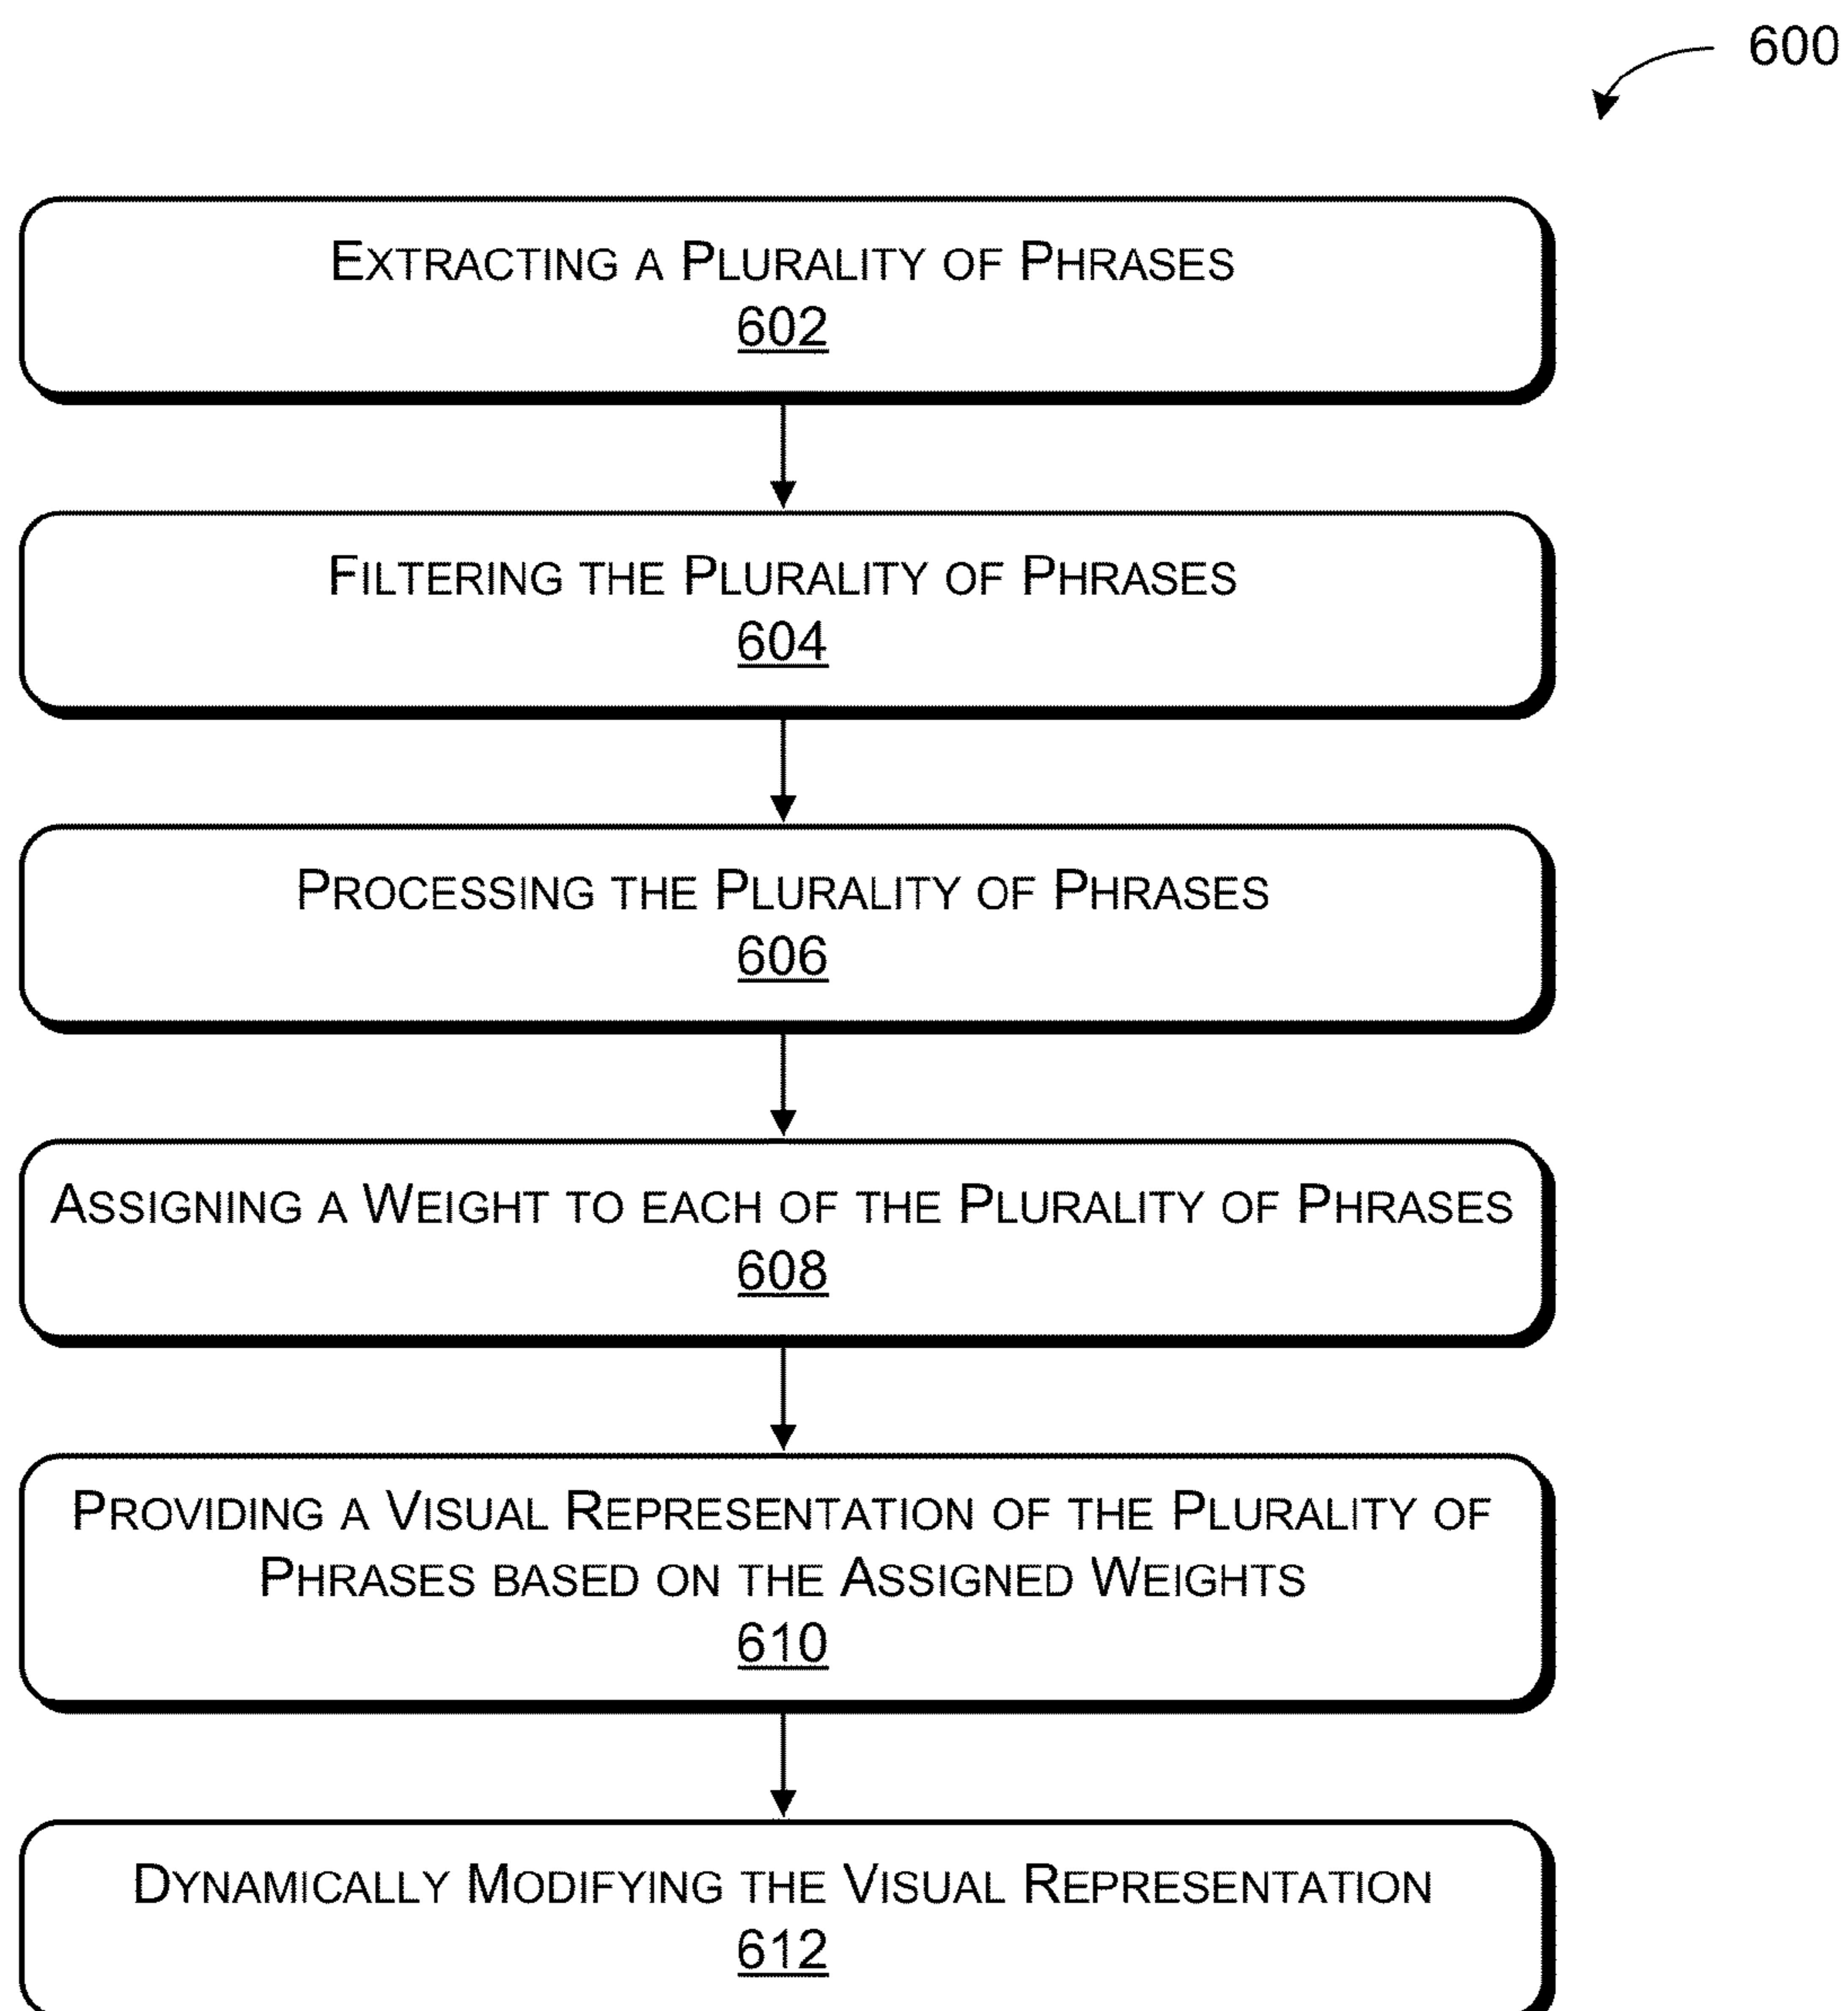 600
EXTRACTING A PLURALITY OF PHRASES
602
FILTERING THE PLURALITY OF PHRASES
604
PROCESSING THE PLURALITY OF PHRASES
606
ASSIGNING A WEIGHT TO EACH OF THE PLURALITY OF PHRASES
608
PROVIDING A VISUAL REPRESENTATION OF THE PLURALITY OF
PHRASES BASED ON THE ASSIGNED WEIGHTS
610
DYNAMICALLY MODIFYING THE VISUAL REPRESENTATION
612